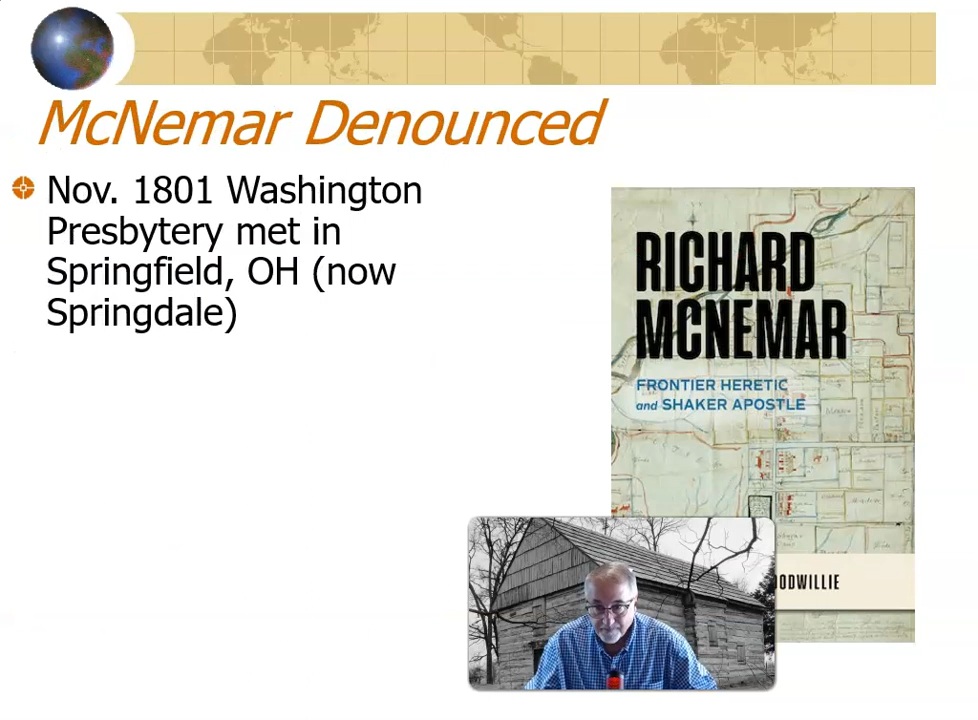 McNemar Denounced
Nov. 1801 Washington
Presbytery met in
Springfield, OH (now
Springdale)
RICHARD
MCNEMAR
FRONTIER HERETIC
and SHAKER APOSTLE